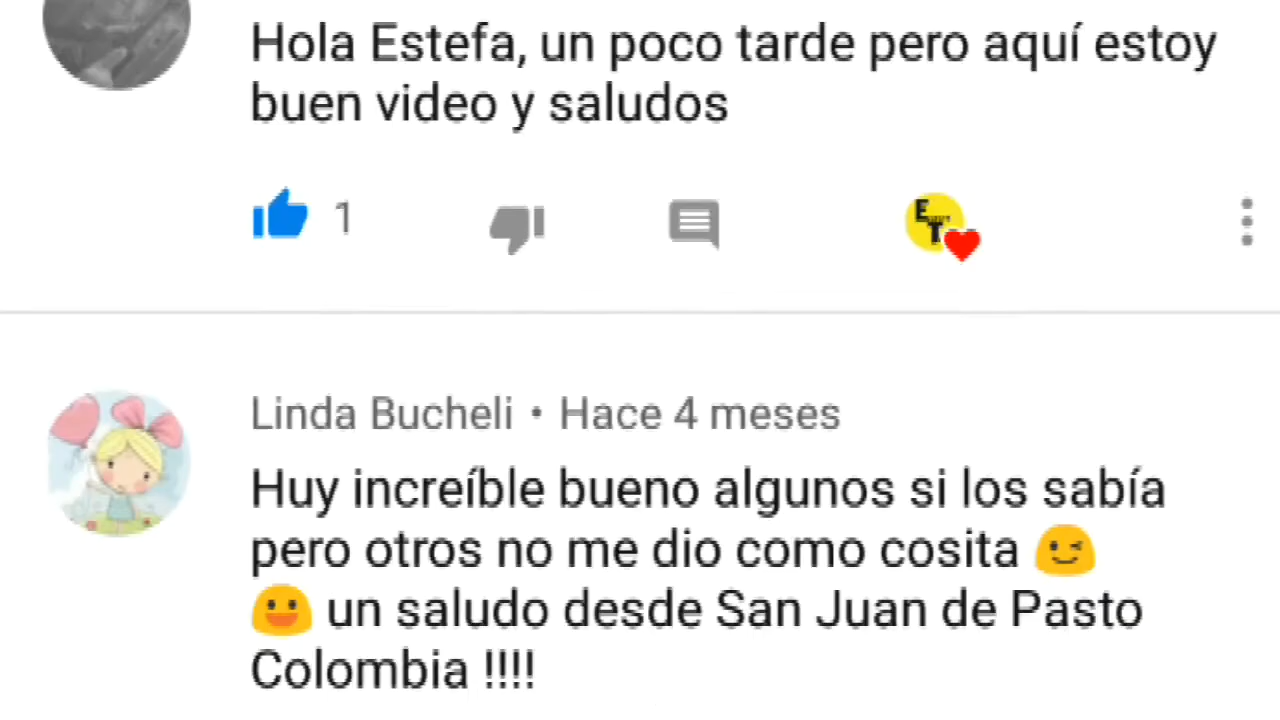 Hola Estefa, un poco tarde pero aquí estoy
buen video y saludos
1
E
T
Linda Bucheli • Hace 4 meses
Huy increíble bueno algunos si los sabía
pero otros no me dio como cosita 😉
😃 un saludo desde San Juan de Pasto
Colombia !!!!